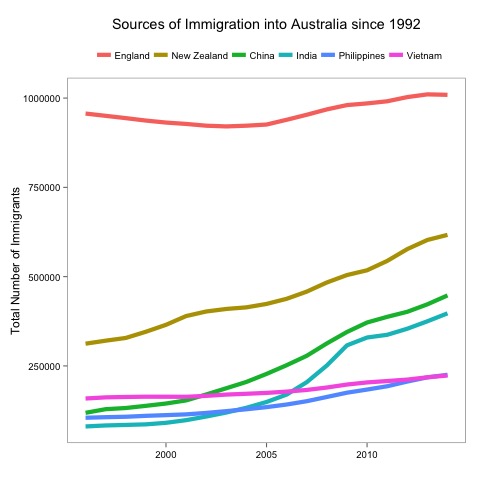 Sources of Immigration into Australia since 1992
England New Zealand China India Philippines Vietnam
Total Number of Immigrants
1000000
750000
500000
250000
2000 2005 2010